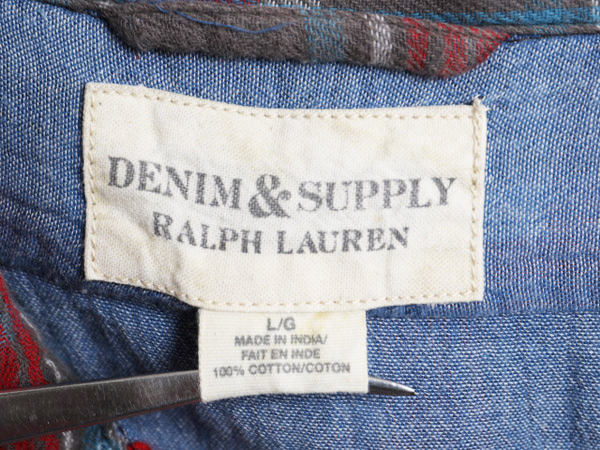 DENIM & SUPPLY
RALPH LAUREN
L/G
MADE IN INDIA/
FAIT EN INDE
100% COTTON/COTON